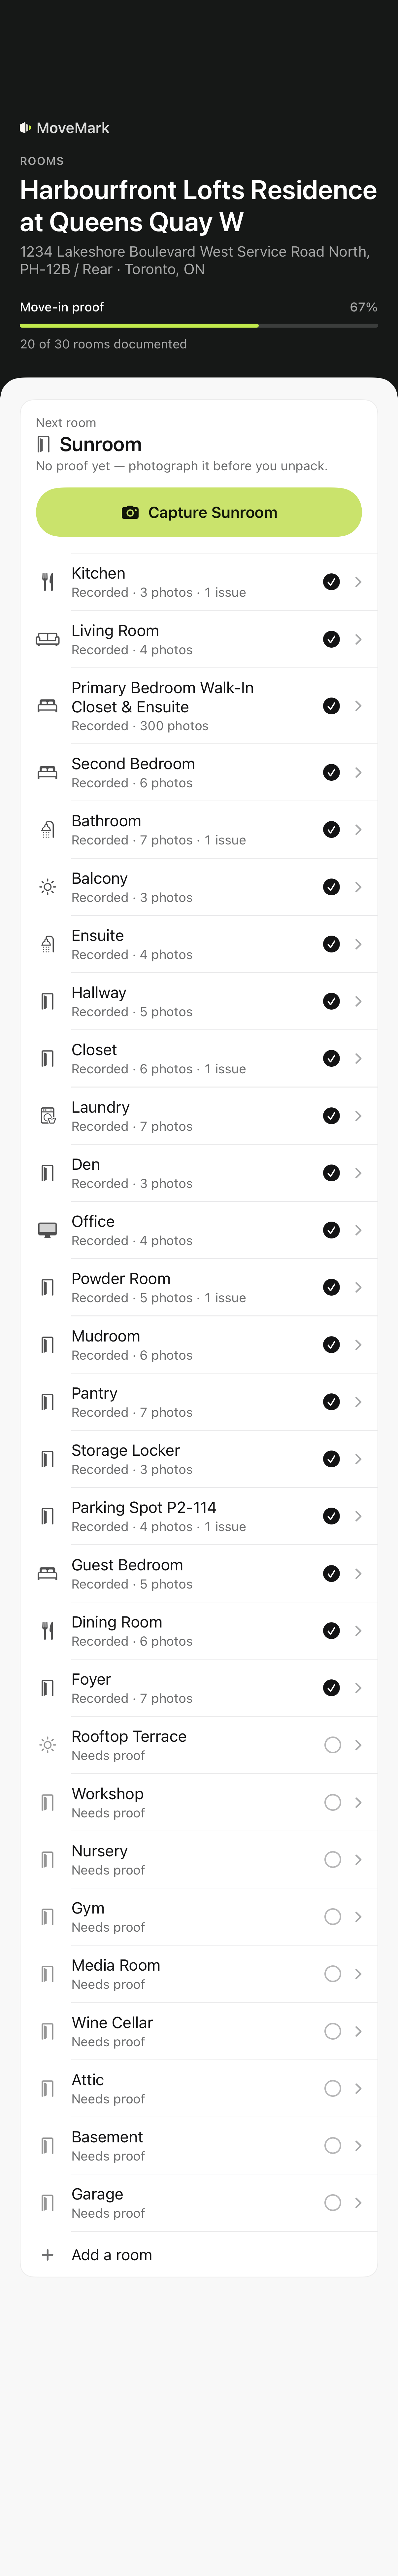 MoveMark
ROOMS
Harbourfront Lofts Residence
at Queens Quay W
1234 Lakeshore Boulevard West Service Road North,
PH-12B / Rear · Toronto, ON
Move-in proof 67%
20 of 30 rooms documented
Next room
Sunroom
No proof yet — photograph it before you unpack.
Capture Sunroom
Kitchen
Recorded · 3 photos · 1 issue
Living Room
Recorded · 4 photos
Primary Bedroom Walk-In
Closet & Ensuite
Recorded · 300 photos
Second Bedroom
Recorded · 6 photos
Bathroom
Recorded · 7 photos · 1 issue
Balcony
Recorded · 3 photos
Ensuite
Recorded · 4 photos
Hallway
Recorded · 5 photos
Closet
Recorded · 6 photos · 1 issue
Laundry
Recorded · 7 photos
Den
Recorded · 3 photos
Office
Recorded · 4 photos
Powder Room
Recorded · 5 photos · 1 issue
Mudroom
Recorded · 6 photos
Pantry
Recorded · 7 photos
Storage Locker
Recorded · 3 photos
Parking Spot P2-114
Recorded · 4 photos · 1 issue
Guest Bedroom
Recorded · 5 photos
Dining Room
Recorded · 6 photos
Foyer
Recorded · 7 photos
Rooftop Terrace
Needs proof
Workshop
Needs proof
Nursery
Needs proof
Gym
Needs proof
Media Room
Needs proof
Wine Cellar
Needs proof
Attic
Needs proof
Basement
Needs proof
Garage
Needs proof
Add a room